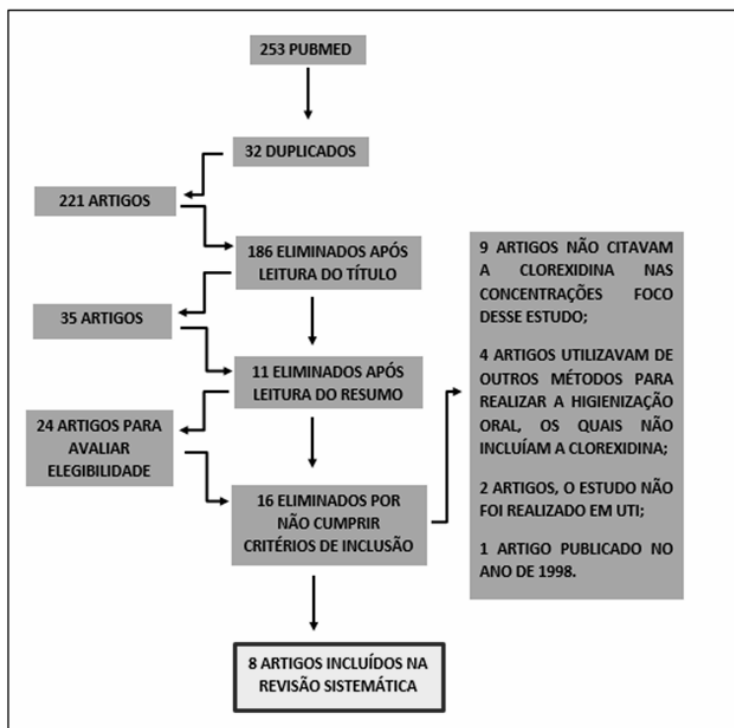 253 PUBMED
32 DUPLICADOS
221 ARTIGOS
186 ELIMINADOS APÓS
LEITURA DO TÍTULO
35 ARTIGOS
11 ELIMINADOS APÓS
LEITURA DO RESUMO
24 ARTIGOS PARA
AVALIAR
ELEGIBILIDADE
16 ELIMINADOS POR
NÃO CUMPRIR
CRITÉRIOS DE INCLUSÃO
9 ARTIGOS NÃO CITAVAM
A CLOREXIDINA NAS
CONCENTRAÇÕES FOCO
DESSE ESTUDO;
4 ARTIGOS UTILIZAVAM DE
OUTROS MÉTODOS PARA
REALIZAR A HIGIENIZAÇÃO
ORAL, OS QUAIS NÃO
INCLUÍAM A CLOREXIDINA;
2 ARTIGOS, O ESTUDO NÃO
FOI REALIZADO EM UTI;
1 ARTIGO PUBLICADO NO
ANO DE 1998.
8 ARTIGOS INCLUÍDOS NA
REVISÃO SISTEMÁTICA